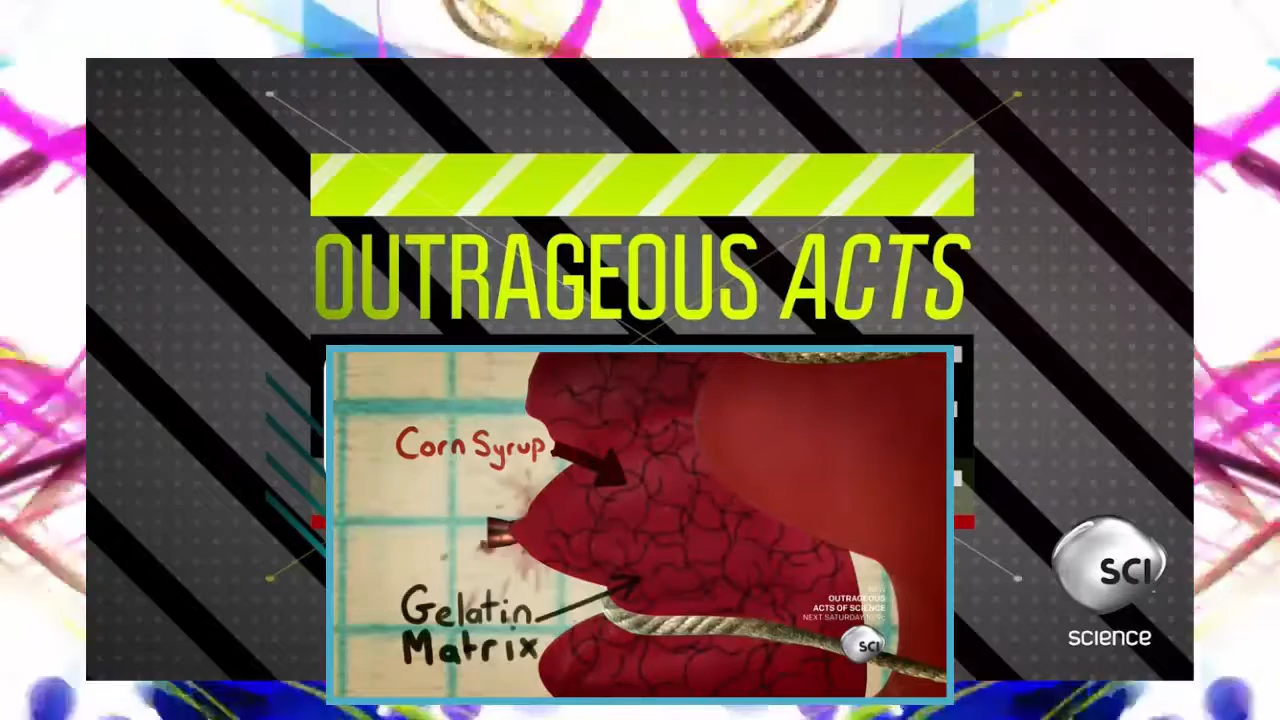 OUTRAGEOUS ACTS
Corn Syrup
Gelatin
Matrix
OUTRAGEOUS
ACTS OF SCIENCE
SCI
SCI
SCIENCE